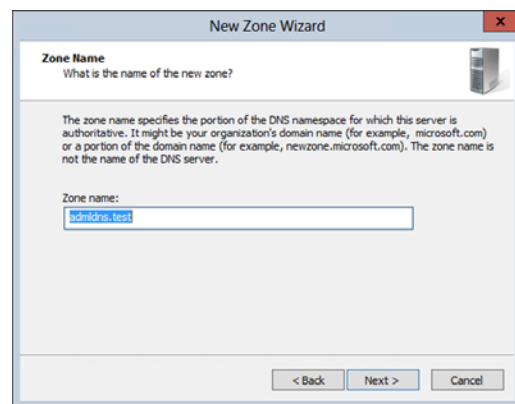 New Zone Wizard
x
Zone Name
What is the name of the new zone?
The zone name specifies the portion of the DNS namespace for which this server is
authoritative. It might be your organization's domain name (for example, microsoft.com)
or a portion of the domain name (for example, newzone.microsoft.com). The zone name is
not the name of the DNS server.
Zone name:
admldns.test
< Back Next > Cancel